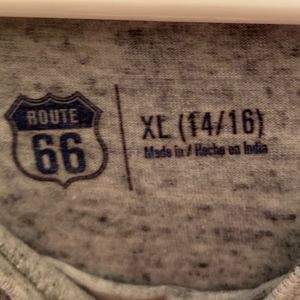 ROUTE
66
XL (14/16)
Made in / Hecho en India